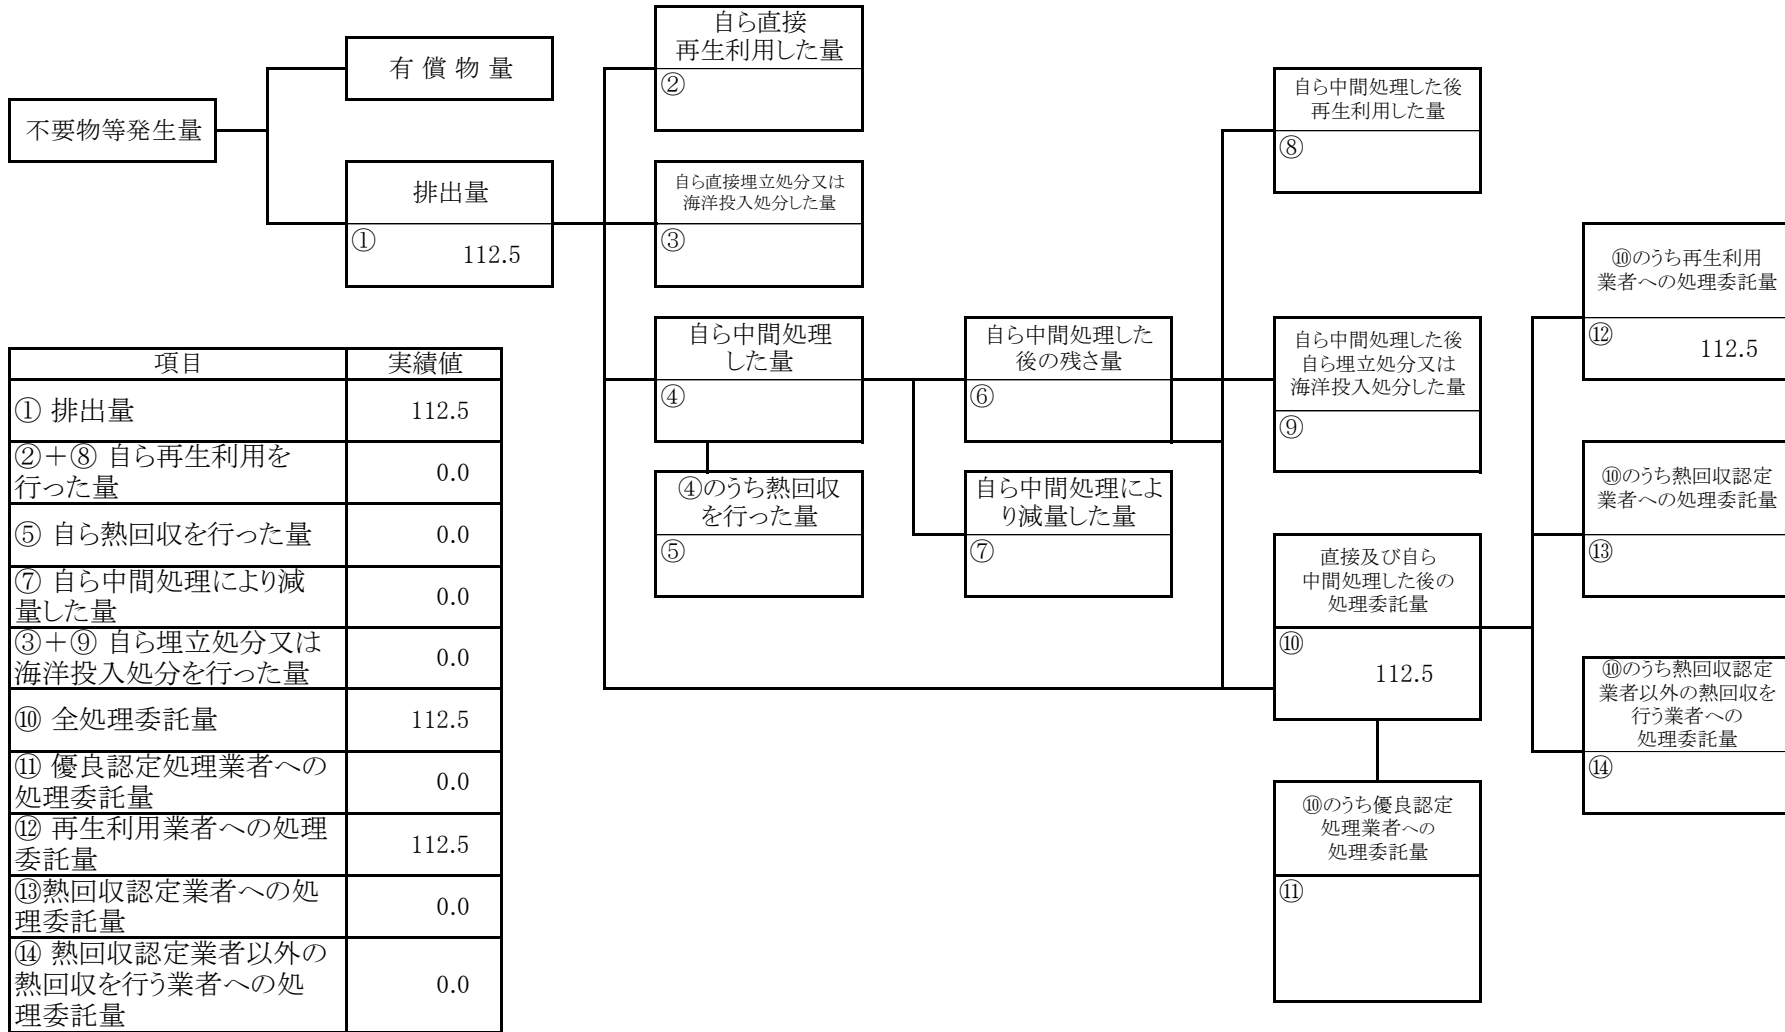 不要物等発生量
有 償 物 量
排出量
①
112.5
自ら直接
再生利用した量
②
自ら直接埋立処分又は
海洋投入処分した量
③
自ら中間処理
した量
④
④のうち熱回収
を行った量
⑤
自ら中間処理した
後の残さ量
⑥
自ら中間処理によ
り減量した量
⑦
自ら中間処理した後
再生利用した量
⑧
自ら中間処理した後
自ら埋立処分又は
海洋投入処分した量
⑨
直接及び自ら
中間処理した後の
処理委託量
⑩
112.5
⑩のうち優良認定
処理業者への
処理委託量
⑪
⑩のうち再生利用
業者への処理委託量
⑫
112.5
⑩のうち熱回収認定
業者への処理委託量
⑬
⑩のうち熱回収認定
業者以外の熱回収を
行う業者への
処理委託量
⑭
項目 実績値
① 排出量 112.5
②＋⑧ 自ら再生利用を
行った量 0.0
⑤ 自ら熱回収を行った量 0.0
⑦ 自ら中間処理により減
量した量 0.0
③＋⑨ 自ら埋立処分又は
海洋投入処分を行った量 0.0
⑩ 全処理委託量 112.5
⑪ 優良認定処理業者への
処理委託量 0.0
⑫ 再生利用業者への処理
委託量 112.5
⑬熱回収認定業者への処
理委託量 0.0
⑭ 熱回収認定業者以外の
熱回収を行う業者への処
理委託量 0.0